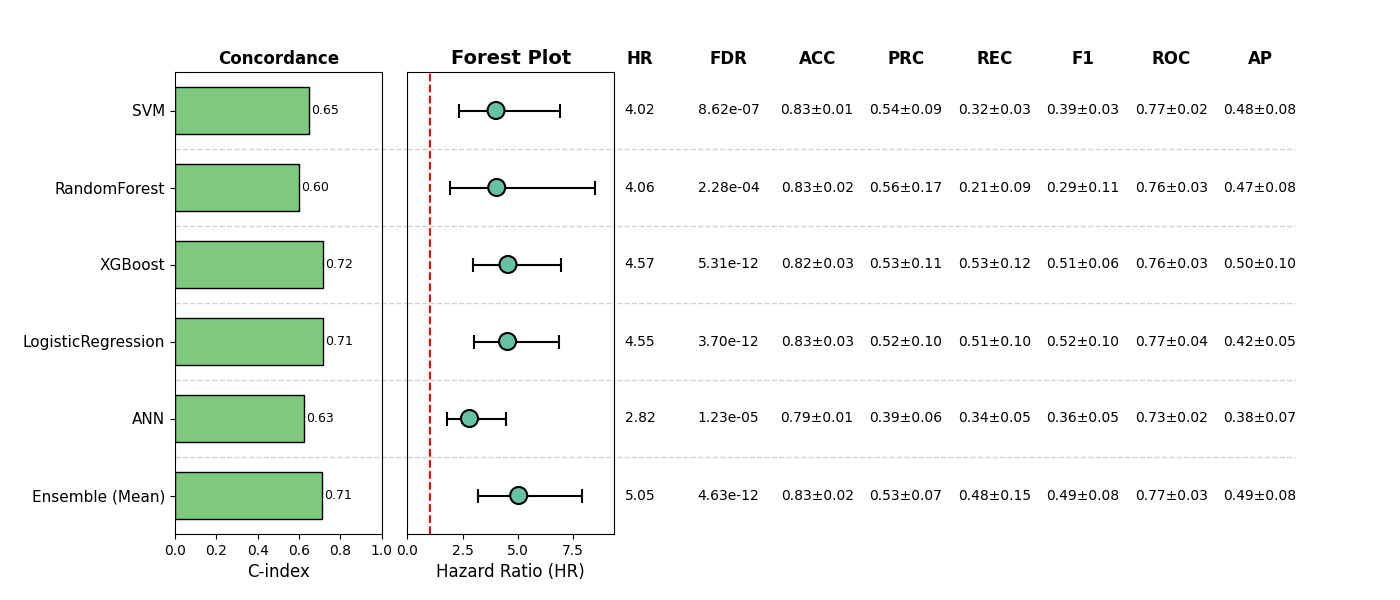 Concordance Forest Plot HR FDR ACC PRC REC F1 ROC AP
SVM 0.65 4.02 8.62e-07 0.83±0.01 0.54±0.09 0.32±0.03 0.39±0.03 0.77±0.02 0.48±0.08
RandomForest 0.60 4.06 2.28e-04 0.83±0.02 0.56±0.17 0.21±0.09 0.29±0.11 0.76±0.03 0.47±0.08
XGBoost 0.72 4.57 5.31e-12 0.82±0.03 0.53±0.11 0.53±0.12 0.51±0.06 0.76±0.03 0.50±0.10
LogisticRegression 0.71 4.55 3.70e-12 0.83±0.03 0.52±0.10 0.51±0.10 0.52±0.10 0.77±0.04 0.42±0.05
ANN 0.63 2.82 1.23e-05 0.79±0.01 0.39±0.06 0.34±0.05 0.36±0.05 0.73±0.02 0.38±0.07
Ensemble (Mean) 0.71 5.05 4.63e-12 0.83±0.02 0.53±0.07 0.48±0.15 0.49±0.08 0.77±0.03 0.49±0.08
0.0 0.2 0.4 0.6 0.8 1.0 0.0 2.5 5.0 7.5
C-index Hazard Ratio (HR)